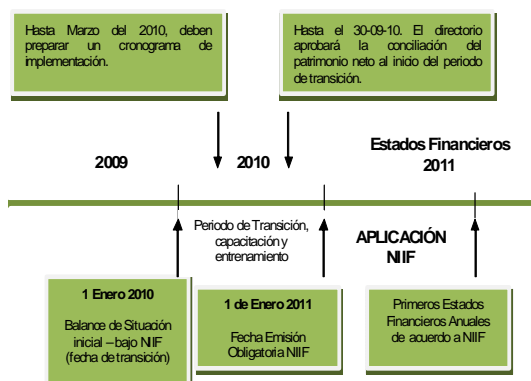 Hasta Marzo del 2010, deben
preparar un cronograma de
implementación.
Hasta el 30-09-10. El directorio
aprobará la conciliación del
patrimonio neto al inicio del periodo
de transición.
2009
2010
Estados Financieros
2011
Periodo de Transición,
capacitación y
entrenamiento
APLICACIÓN
NIIF
1 Enero 2010
Balance de Situación
inicial – bajo NIIF
(fecha de transición)
1 de Enero 2011
Fecha Emisión
Obligatoria NIIF
Primeros Estados
Financieros Anuales
de acuerdo a NIIF